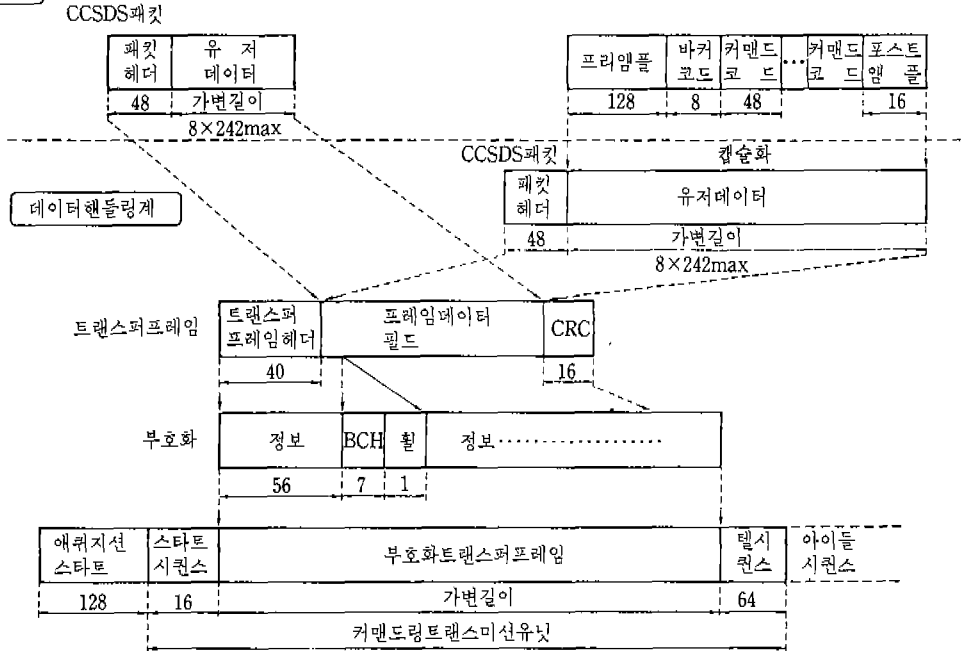 CCSDS패킷
패킷 헤더
유 저 데이터
48
가변길이
8×242max
프리앰플
바커 코드
커맨드 코 드
···
커맨드 코 드
포스트 앰 플
128
8
48
16
CCSDS패킷
캡슐화
데이터핸들링계
패킷 헤더
유저데이터
48
가변길이
8×242max
트랜스퍼프레임
트랜스퍼 프레임헤더
프레임데이터 필드
CRC
40
16
부호화
정보
BCH
휠
정보··················
56
7
1
애퀴지션 스타트
스타트 시퀀스
부호화트랜스퍼프레임
텔시 퀀스
아이들 시퀀스
128
16
가변길이
64
커맨드링트랜스미션유닛